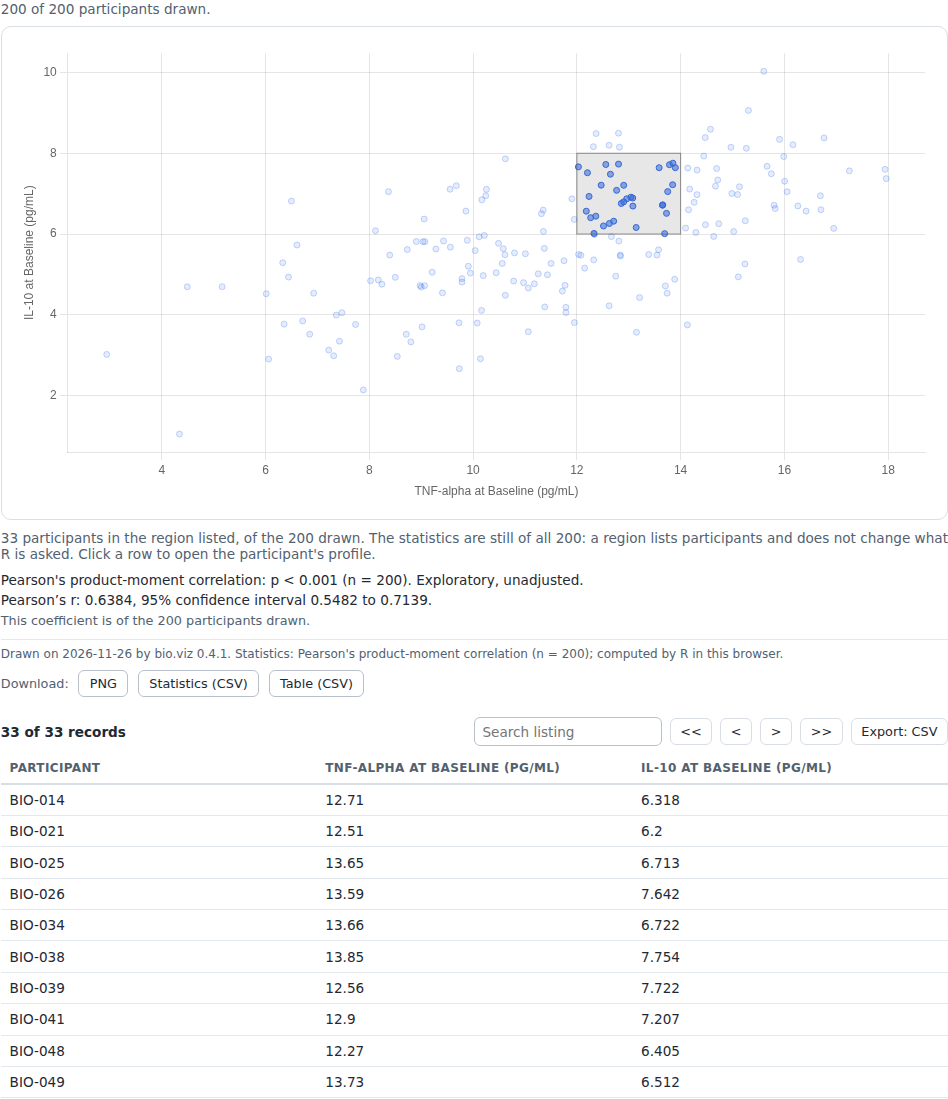 200 of 200 participants drawn.
10
8
6
4
2
IL-10 at Baseline (pg/mL)
4 6 8 10 12 14 16 18
TNF-alpha at Baseline (pg/mL)
33 participants in the region listed, of the 200 drawn. The statistics are still of all 200: a region lists participants and does not change what
R is asked. Click a row to open the participant's profile.
Pearson's product-moment correlation: p < 0.001 (n = 200). Exploratory, unadjusted.
Pearson’s r: 0.6384, 95% confidence interval 0.5482 to 0.7139.
This coefficient is of the 200 participants drawn.
Drawn on 2026-11-26 by bio.viz 0.4.1. Statistics: Pearson's product-moment correlation (n = 200); computed by R in this browser.
Download: PNG Statistics (CSV) Table (CSV)
33 of 33 records Search listing << < > >> Export: CSV
PARTICIPANT TNF-ALPHA AT BASELINE (PG/ML) IL-10 AT BASELINE (PG/ML)
BIO-014 12.71 6.318
BIO-021 12.51 6.2
BIO-025 13.65 6.713
BIO-026 13.59 7.642
BIO-034 13.66 6.722
BIO-038 13.85 7.754
BIO-039 12.56 7.722
BIO-041 12.9 7.207
BIO-048 12.27 6.405
BIO-049 13.73 6.512